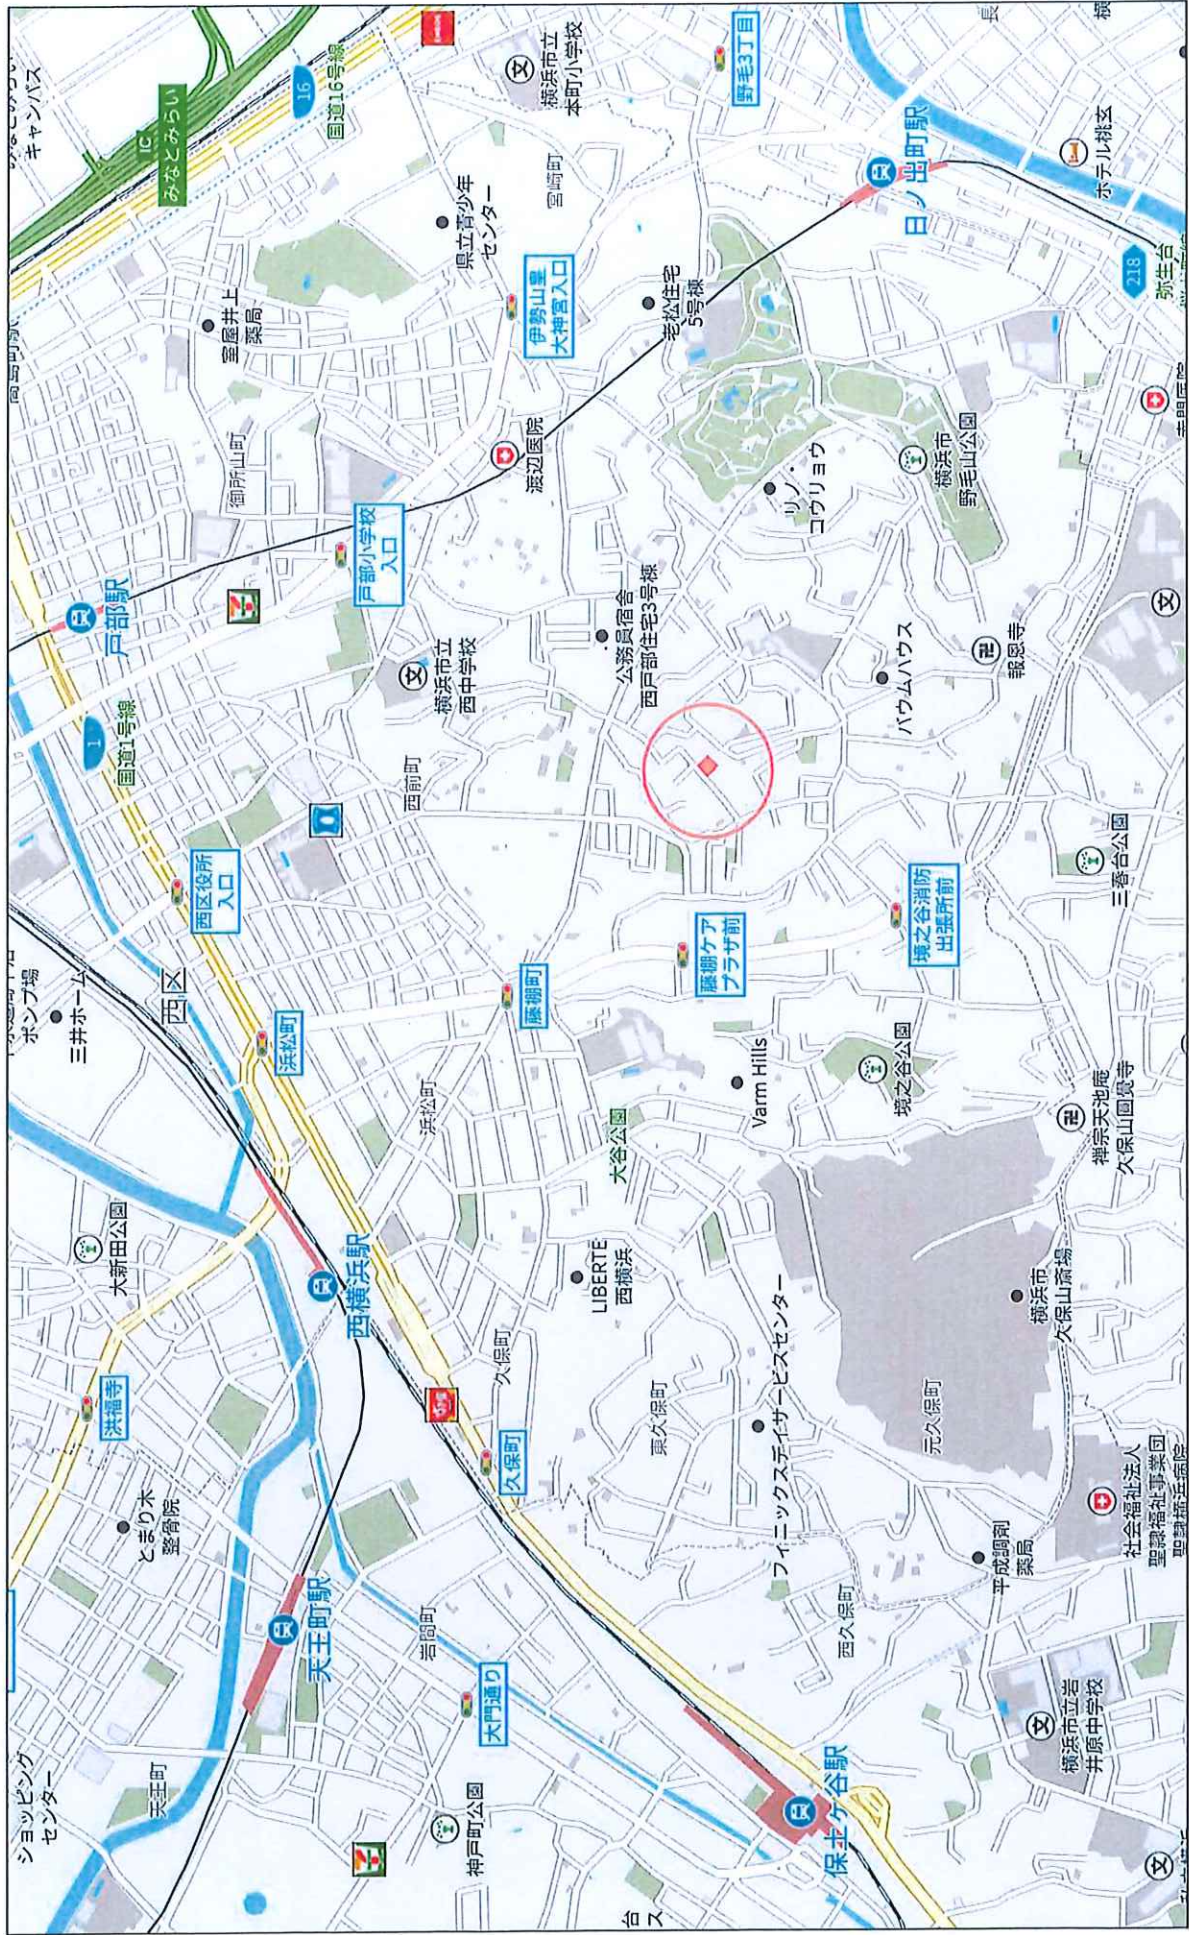 ショッピング
センター
天王町
神戸町公園
大門通り
岩間町
天王町駅
とまり木
整骨院
洪福寺
大新田公園
西横浜駅
保土ケ谷駅
横浜市立岩
井原中学校
西久保町
平成調剤
薬局
社会福祉法人
聖隷福祉事業団
聖隷横浜病院
フィニックスデイサービスセンター
東久保町
久保町
久保町
元久保町
横浜市
久保山斎場
LIBERTE
西横浜
大谷公園
Varm Hills
境之谷公園
禅宗天池庵
久保山圓覺寺
浜松町
浜松町
藤棚町
藤棚ケア
プラザ前
境之谷消防
出張所前
三春台公園
ポンプ場
三井ホーム
西区
西区役所
入口
1
国道1号線
戸部駅
西前町
横浜市立
西中学校
公務員宿舎
西戸部住宅3号棟
バウムハウス
報恩寺
戸部小学校
入口
御所山町
渡辺医院
リノ・
コウリョウ
横浜市
野毛山公園
室屋井上
薬局
伊勢山皇
大神宮入口
老松住宅
5号棟
県立青少年
センター
宮崎町
横浜市立
本町小学校
野毛3丁目
日ノ出町駅
ホテル桃玄
218
弥生台
IC
みなとみらい
16
国道16号線
キャンパス